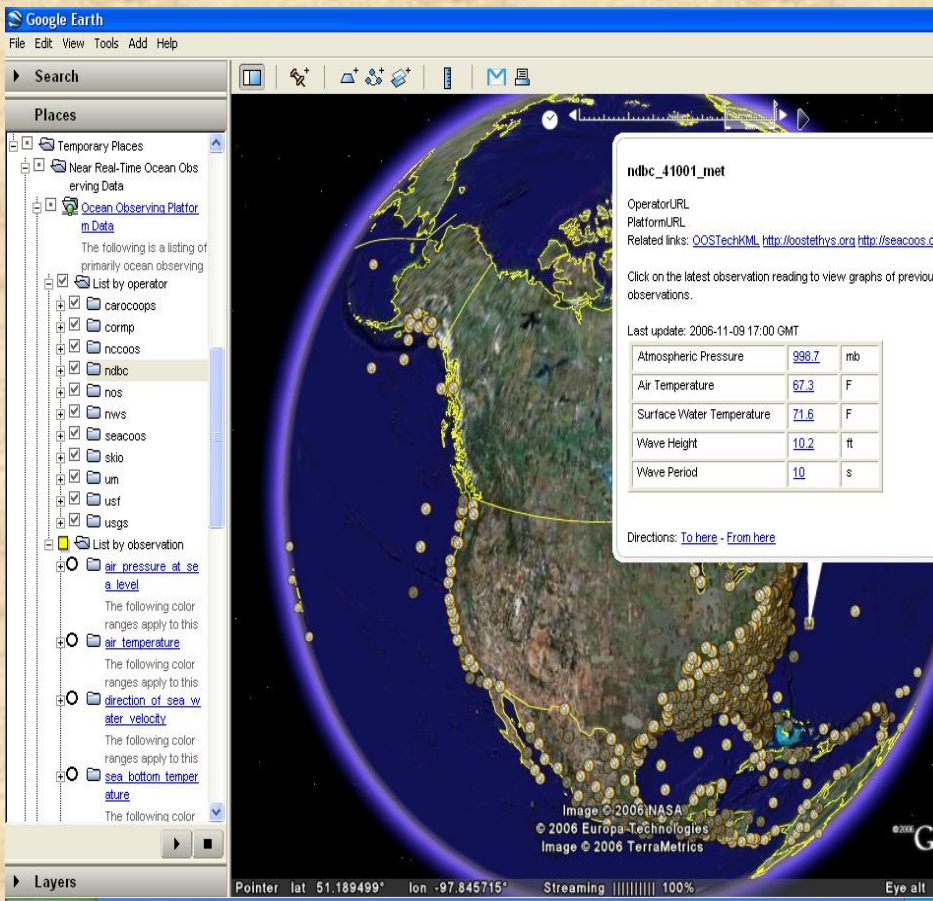 Google Earth
File Edit View Tools Add Help
Search
Places
Temporary Places
Near Real-Time Ocean Obs
erving Data
Ocean Observing Platfor
m Data
The following is a listing of
primarily ocean observing
List by operator
carocoops
cormp
nccoos
ndbc
nos
nws
seacoos
skio
um
usf
usgs
List by observation
air pressure at se
a level
The following color
ranges apply to this
air temperature
The following color
ranges apply to this
direction of sea w
ater velocity
The following color
ranges apply to this
sea bottom temper
ature
The following color
Layers
ndbc_41001_met
OperatorURL
PlatformURL
Related links: OOSTechKML http://oostethys.org http://seacoos.o
Click on the latest observation reading to view graphs of previou
observations.
Last update: 2006-11-09 17:00 GMT
Atmospheric Pressure 998.7 mb
Air Temperature 67.3 F
Surface Water Temperature 71.6 F
Wave Height 10.2 ft
Wave Period 10 s
Directions: To here - From here
Image © 2006 NASA
© 2006 Europa Technologies
Image © 2006 TerraMetrics
©2006 G
Pointer lat 51.189499° lon -97.845715° Streaming |||||||||| 100% Eye alt